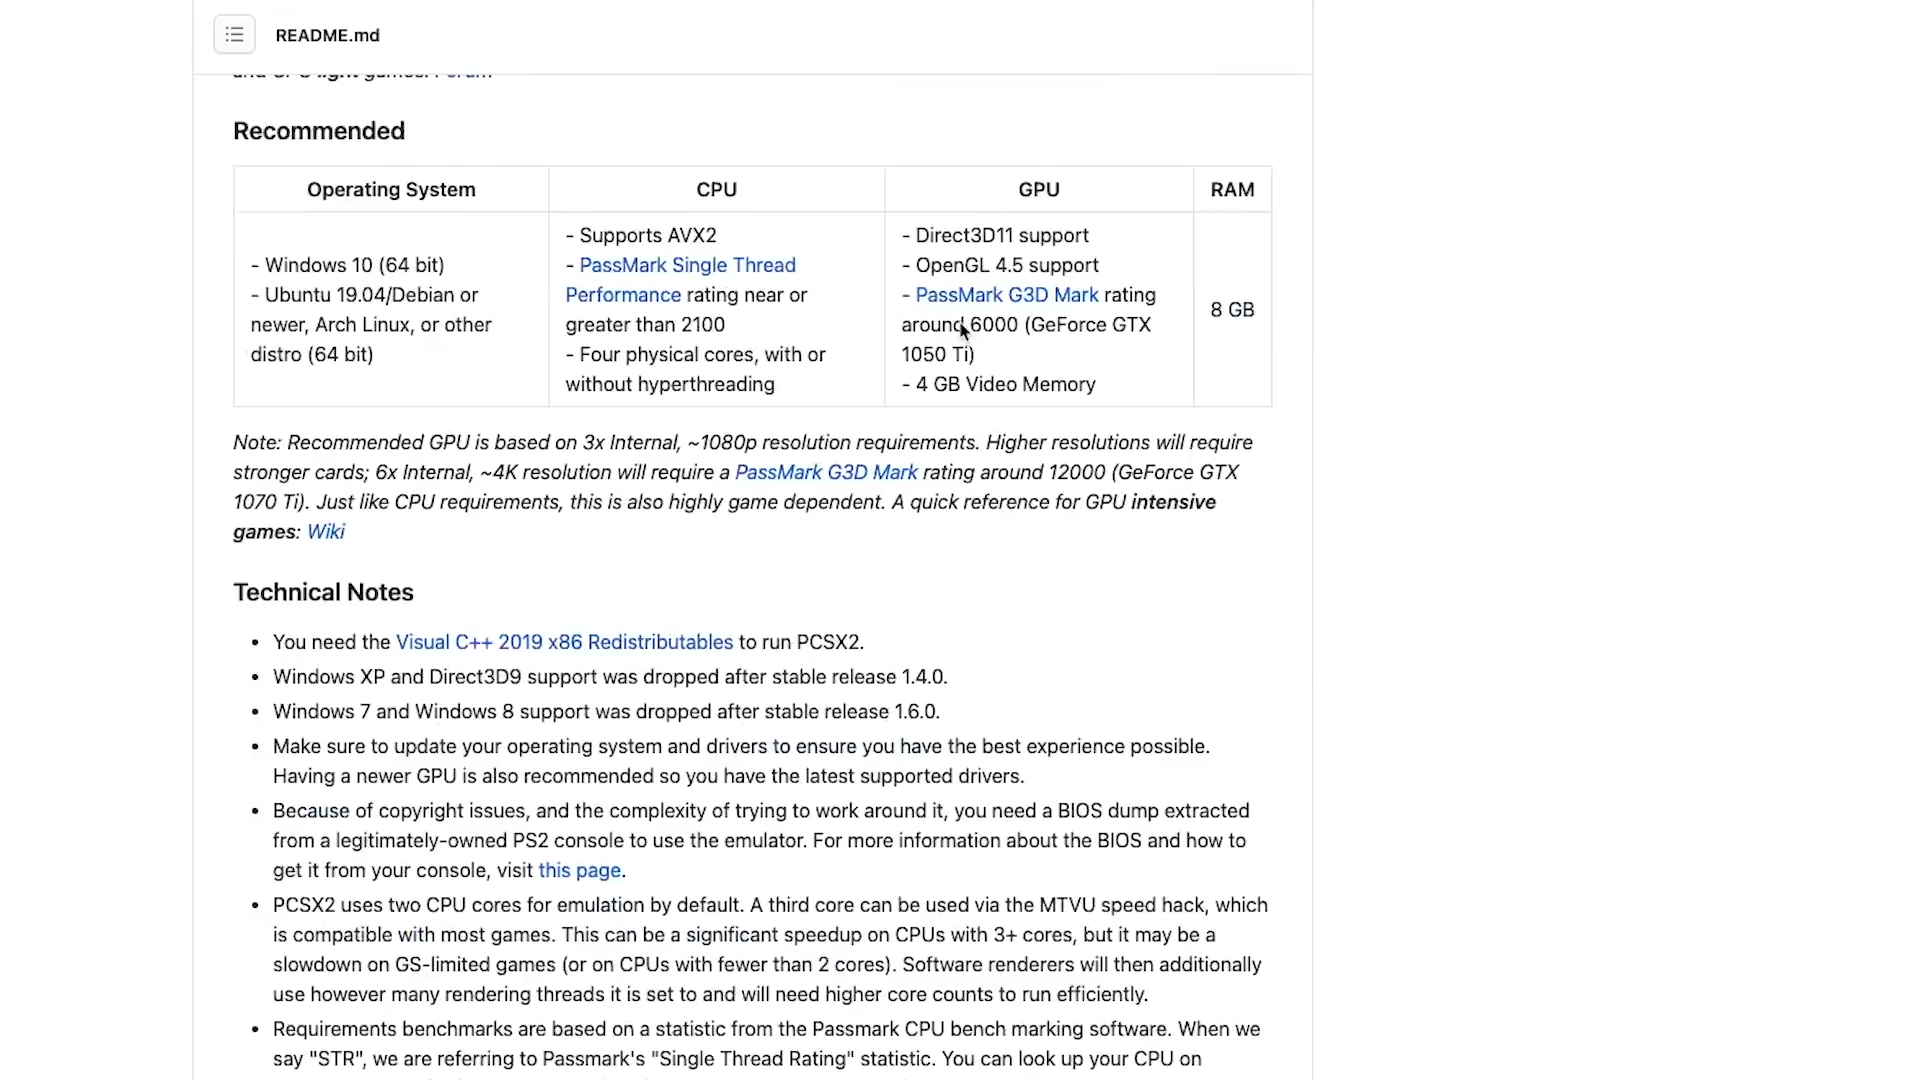 README.md
Recommended
Operating System CPU GPU RAM
- Windows 10 (64 bit)
- Ubuntu 19.04/Debian or
newer, Arch Linux, or other
distro (64 bit)
- Supports AVX2
- PassMark Single Thread
Performance rating near or
greater than 2100
- Four physical cores, with or
without hyperthreading
- Direct3D11 support
- OpenGL 4.5 support
- PassMark G3D Mark rating
around 6000 (GeForce GTX
1050 Ti)
- 4 GB Video Memory
8 GB
Note: Recommended GPU is based on 3x Internal, ~1080p resolution requirements. Higher resolutions will require
stronger cards; 6x Internal, ~4K resolution will require a PassMark G3D Mark rating around 12000 (GeForce GTX
1070 Ti). Just like CPU requirements, this is also highly game dependent. A quick reference for GPU intensive
games: Wiki
Technical Notes
• You need the Visual C++ 2019 x86 Redistributables to run PCSX2.
• Windows XP and Direct3D9 support was dropped after stable release 1.4.0.
• Windows 7 and Windows 8 support was dropped after stable release 1.6.0.
• Make sure to update your operating system and drivers to ensure you have the best experience possible.
Having a newer GPU is also recommended so you have the latest supported drivers.
• Because of copyright issues, and the complexity of trying to work around it, you need a BIOS dump extracted
from a legitimately-owned PS2 console to use the emulator. For more information about the BIOS and how to
get it from your console, visit this page.
• PCSX2 uses two CPU cores for emulation by default. A third core can be used via the MTVU speed hack, which
is compatible with most games. This can be a significant speedup on CPUs with 3+ cores, but it may be a
slowdown on GS-limited games (or on CPUs with fewer than 2 cores). Software renderers will then additionally
use however many rendering threads it is set to and will need higher core counts to run efficiently.
• Requirements benchmarks are based on a statistic from the Passmark CPU bench marking software. When we
say "STR", we are referring to Passmark's "Single Thread Rating" statistic. You can look up your CPU on